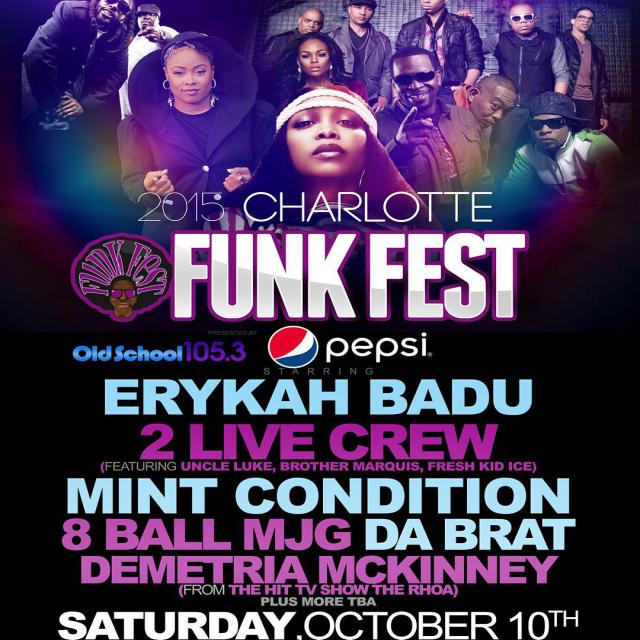 2015 CHARLOTTE
FUNK FEST
FUNK FEST
PRESENTED BY
Old School 105.3
pepsi
STARRING
ERYKAH BADU
2 LIVE CREW
(FEATURING UNCLE LUKE, BROTHER MARQUIS, FRESH KID ICE)
MINT CONDITION
8 BALL MJG DA BRAT
DEMETRIA MCKINNEY
(FROM THE HIT TV SHOW THE RHOA)
PLUS MORE TBA
SATURDAY, OCTOBER 10TH